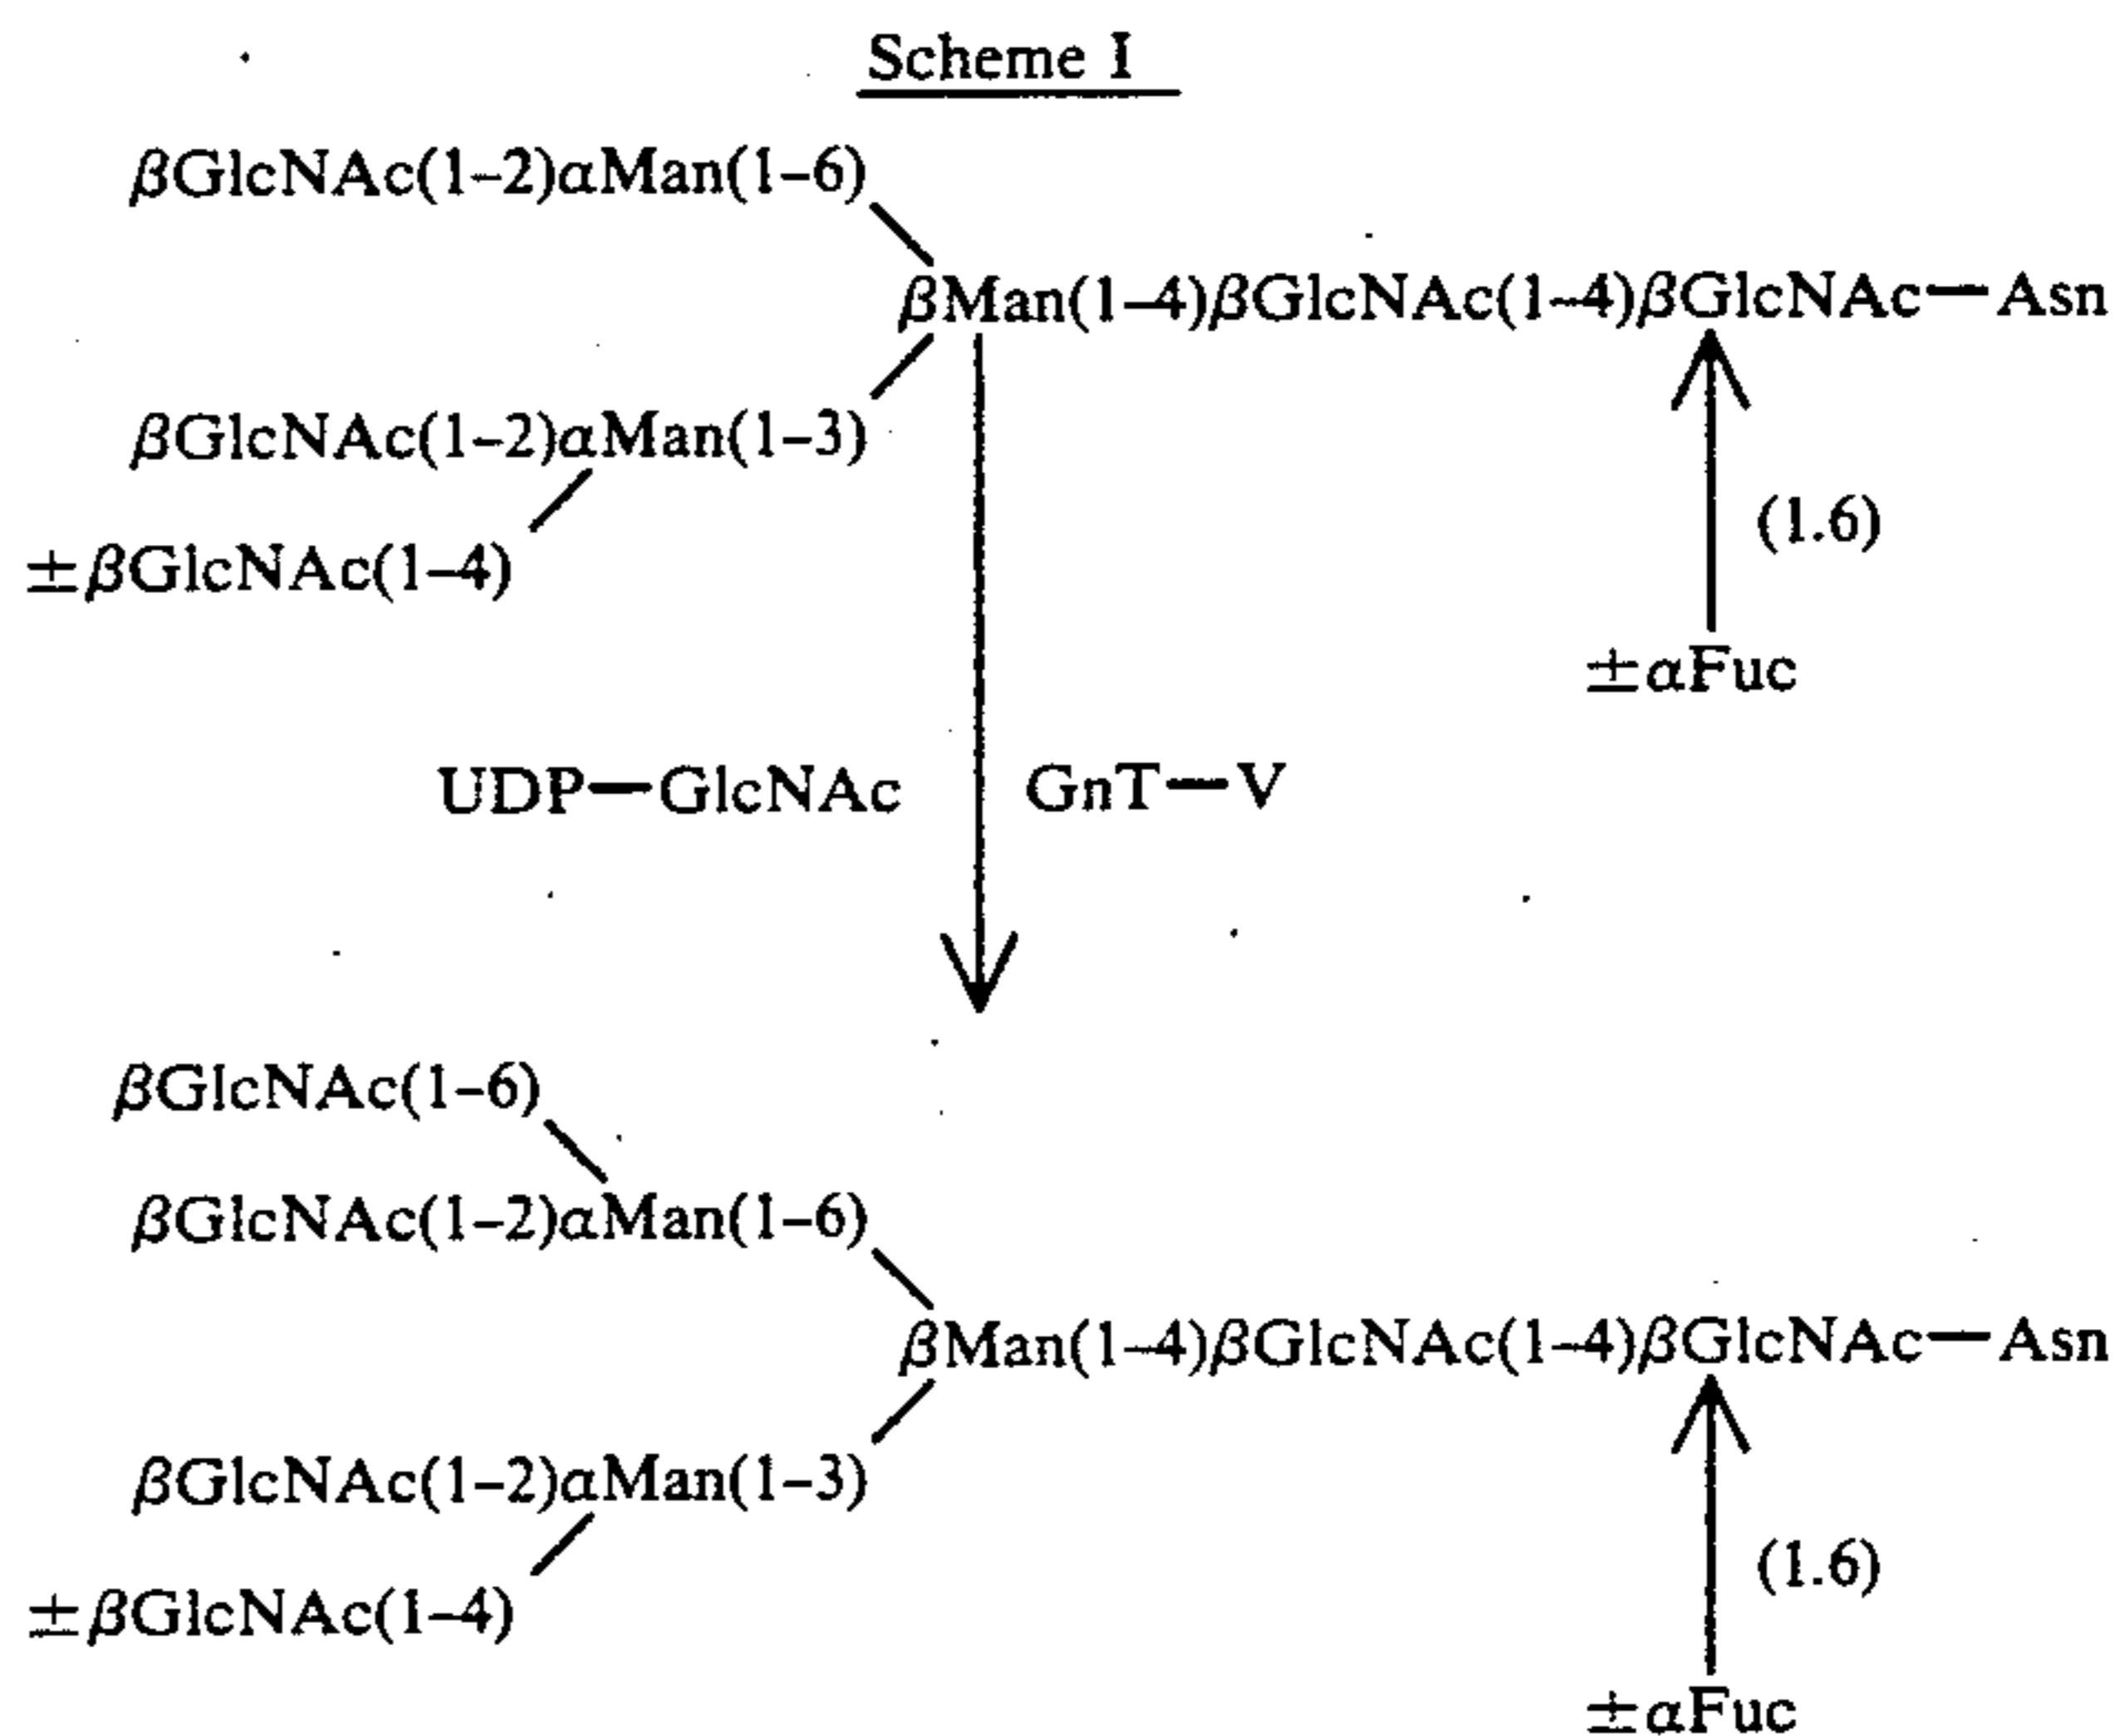 Scheme I
βGlcNAc(1–2)αMan(1–6)
βMan(1–4)βGlcNAc(1–4)βGlcNAc—Asn
βGlcNAc(1–2)αMan(1–3)
(1.6)
±βGlcNAc(1–4)
±αFuc
UDP—GlcNAc GnT—V
βGlcNAc(1–6)
βGlcNAc(1–2)αMan(1–6)
βMan(1–4)βGlcNAc(1–4)βGlcNAc—Asn
βGlcNAc(1–2)αMan(1–3)
(1.6)
±βGlcNAc(1–4)
±αFuc